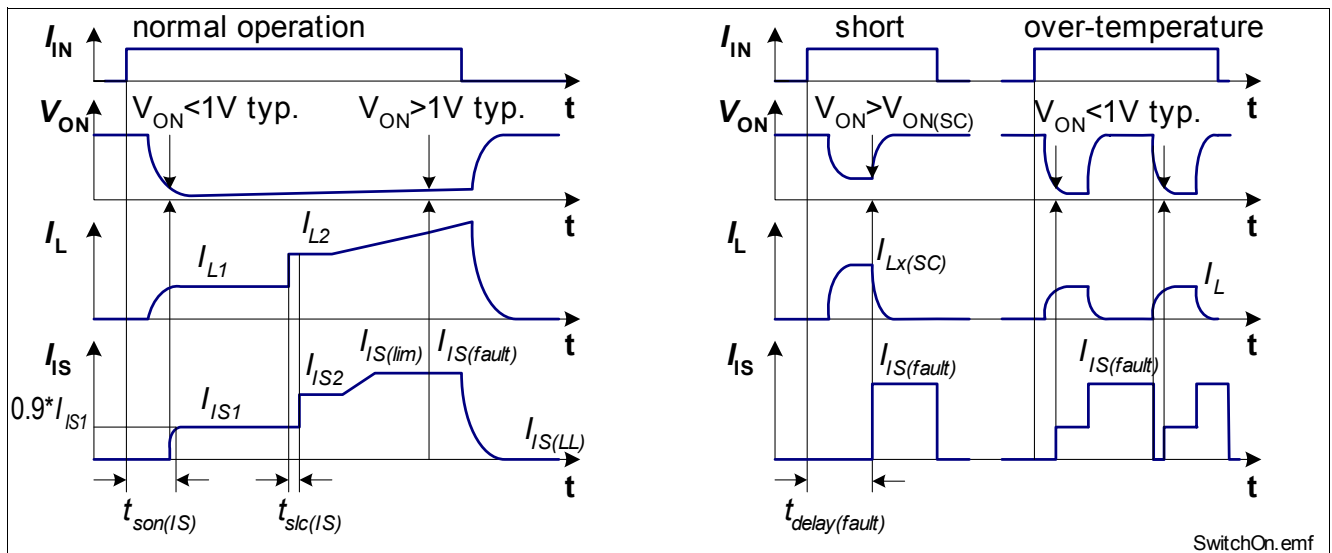 normal operation
short
over-temperature
I_IN
t
I_IN
t
V_ON
V_ON<1V typ.
V_ON>1V typ.
t
V_ON
V_ON>V_ON(SC)
V_ON<1V typ.
t
I_L
I_L1
I_L2
t
I_L
I_Lx(SC)
I_L
t
I_IS
0.9*I_IS1
I_IS1
I_IS2
I_IS(lim)
I_IS(fault)
I_IS(LL)
t
I_IS
I_IS(fault)
I_IS(fault)
t
t_son(IS)
t_slc(IS)
t_delay(fault)
SwitchOn.emf